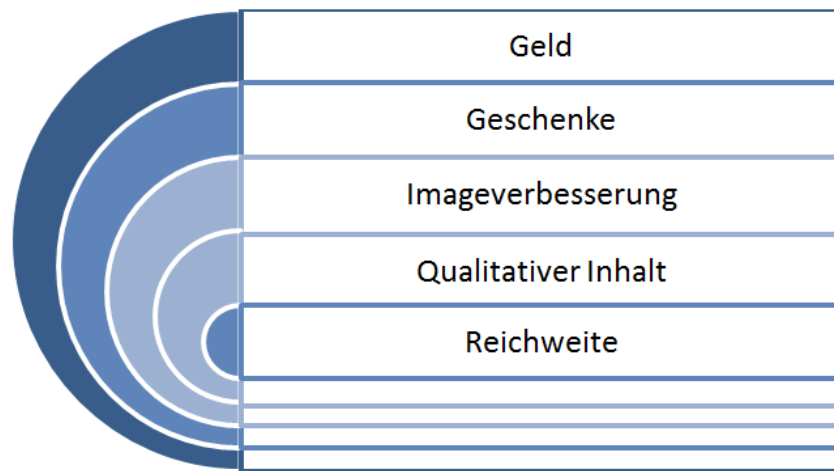 Geld
Geschenke
Imageverbesserung
Qualitativer Inhalt
Reichweite